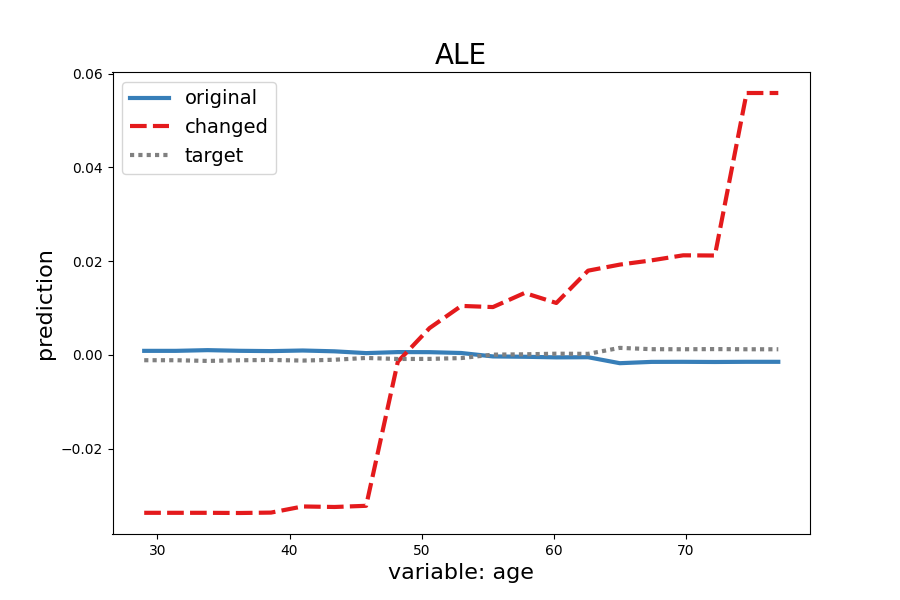 ALE
original
changed
target
prediction
0.06
0.04
0.02
0.00
−0.02
30 40 50 60 70
variable: age